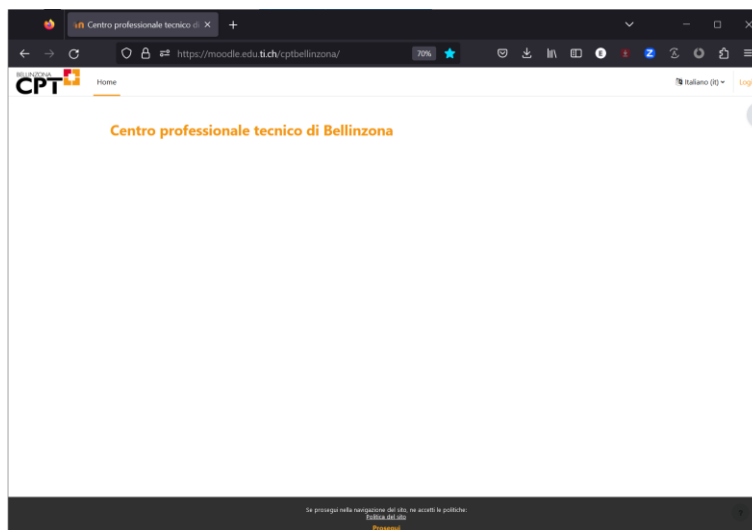 Centro professionale tecnico di
https://moodle.edu.ti.ch/cptbellinzona/
70%
BELLINZONA
CPT
Home
Italiano (it)
Centro professionale tecnico di Bellinzona
Se prosegui nella navigazione del sito, ne accetti le politiche:
Politica del sito
Prosegui